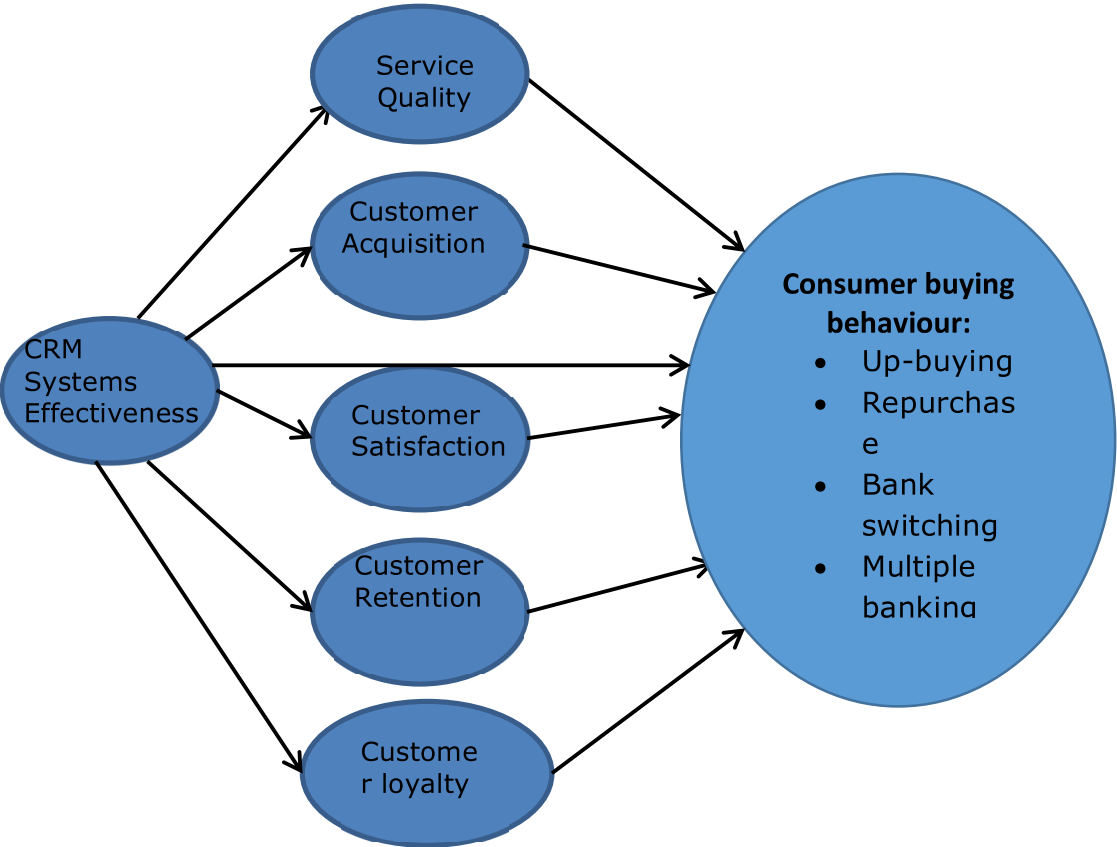 Service
Quality
Customer
Acquisition
CRM
Systems
Effectiveness
Customer
Satisfaction
Customer
Retention
Custome
r loyalty
Consumer buying
behaviour:
• Up-buying
• Repurchas
e
• Bank
switching
• Multiple
banking